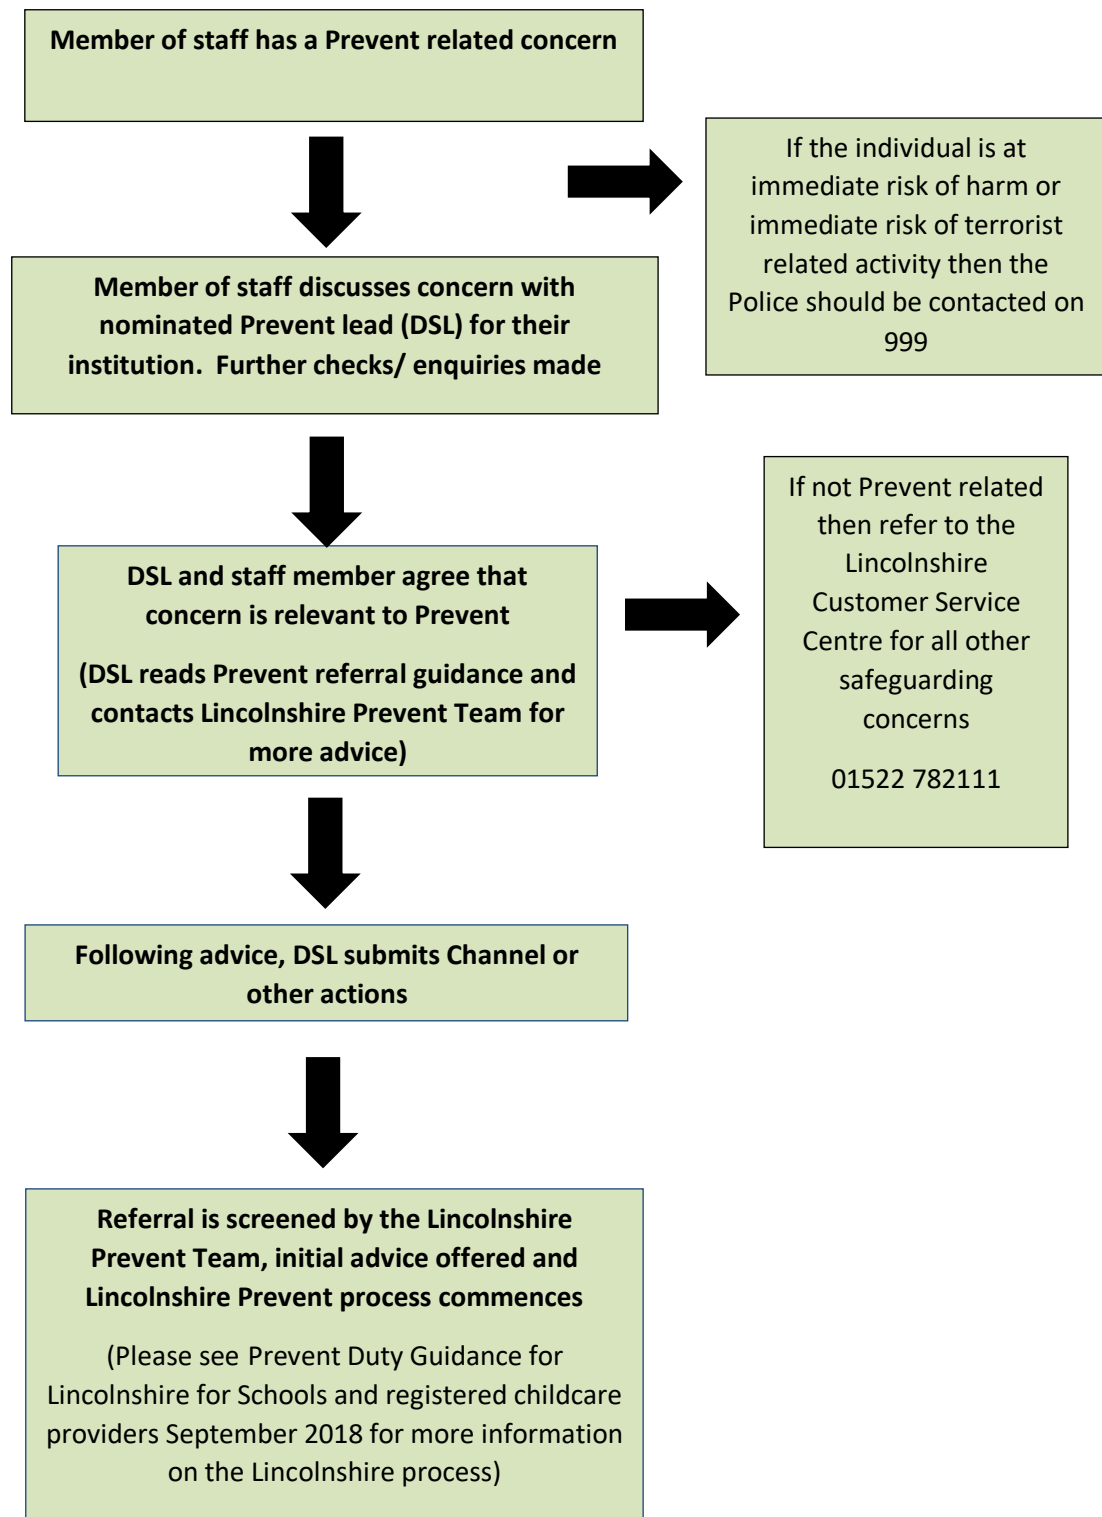 Member of staff has a Prevent related concern
If the individual is at
immediate risk of harm or
immediate risk of terrorist
related activity then the
Police should be contacted on
999
Member of staff discusses concern with
nominated Prevent lead (DSL) for their
institution.  Further checks/ enquiries made
If not Prevent related
then refer to the
Lincolnshire
Customer Service
Centre for all other
safeguarding
concerns
01522 782111
DSL and staff member agree that
concern is relevant to Prevent
(DSL reads Prevent referral guidance and
contacts Lincolnshire Prevent Team for
more advice)
Following advice, DSL submits Channel or
other actions
Referral is screened by the Lincolnshire
Prevent Team, initial advice offered and
Lincolnshire Prevent process commences
(Please see Prevent Duty Guidance for
Lincolnshire for Schools and registered childcare
providers September 2018 for more information
on the Lincolnshire process)